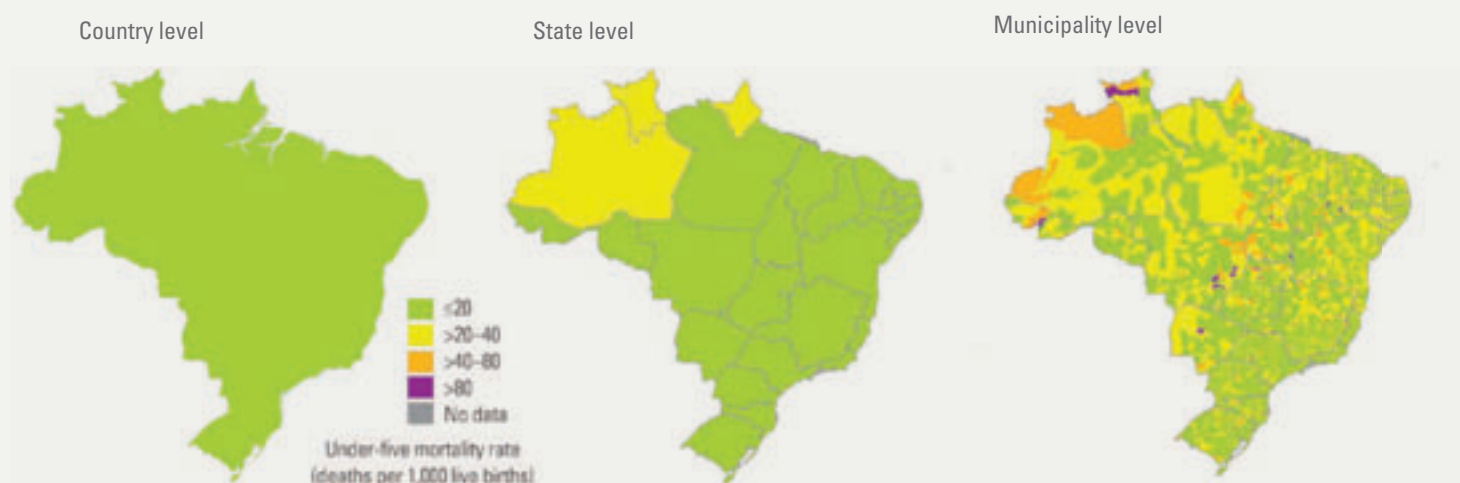 Country level
State level
Municipality level
≤20
>20–40
>40–80
>80
No data
Under-five mortality rate
(deaths per 1,000 live births)